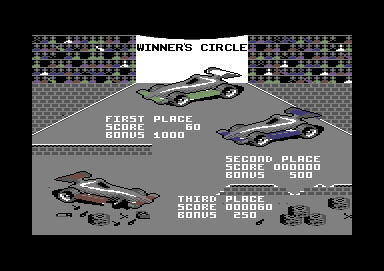 WINNER'S CIRCLE
FIRST PLACE
SCORE 60
BONUS 1000
SECOND PLACE
SCORE 000000
BONUS 500
THIRD PLACE
SCORE 000060
BONUS 250